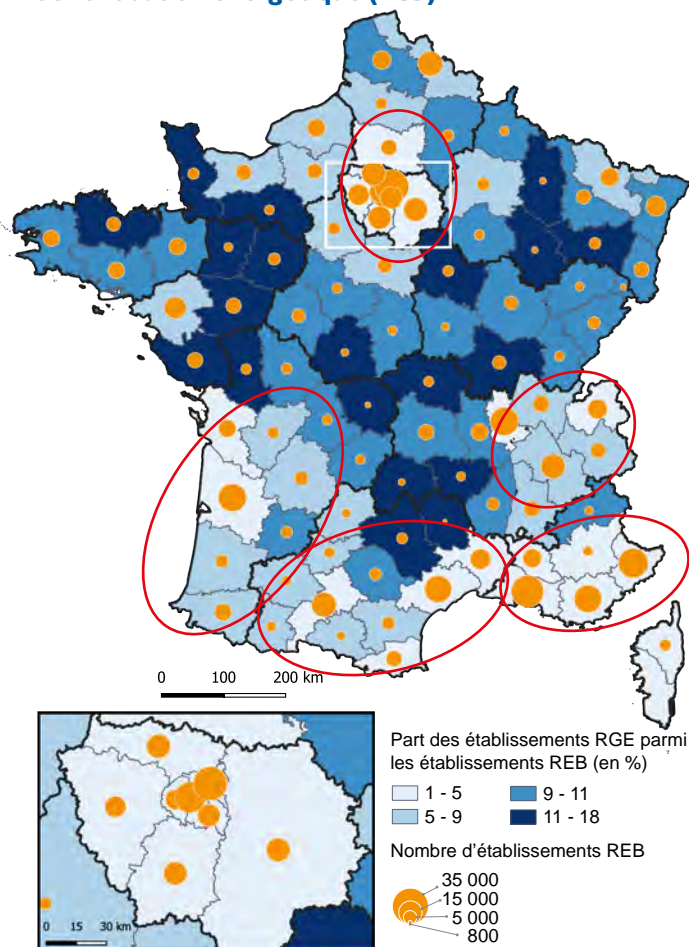 0 100 200 km
Part des établissements RGE parmi
les établissements REB (en %)
1 - 5 9 - 11
5 - 9 11 - 18
Nombre d'établissements REB
35 000
15 000
5 000
800
0 15 30 km